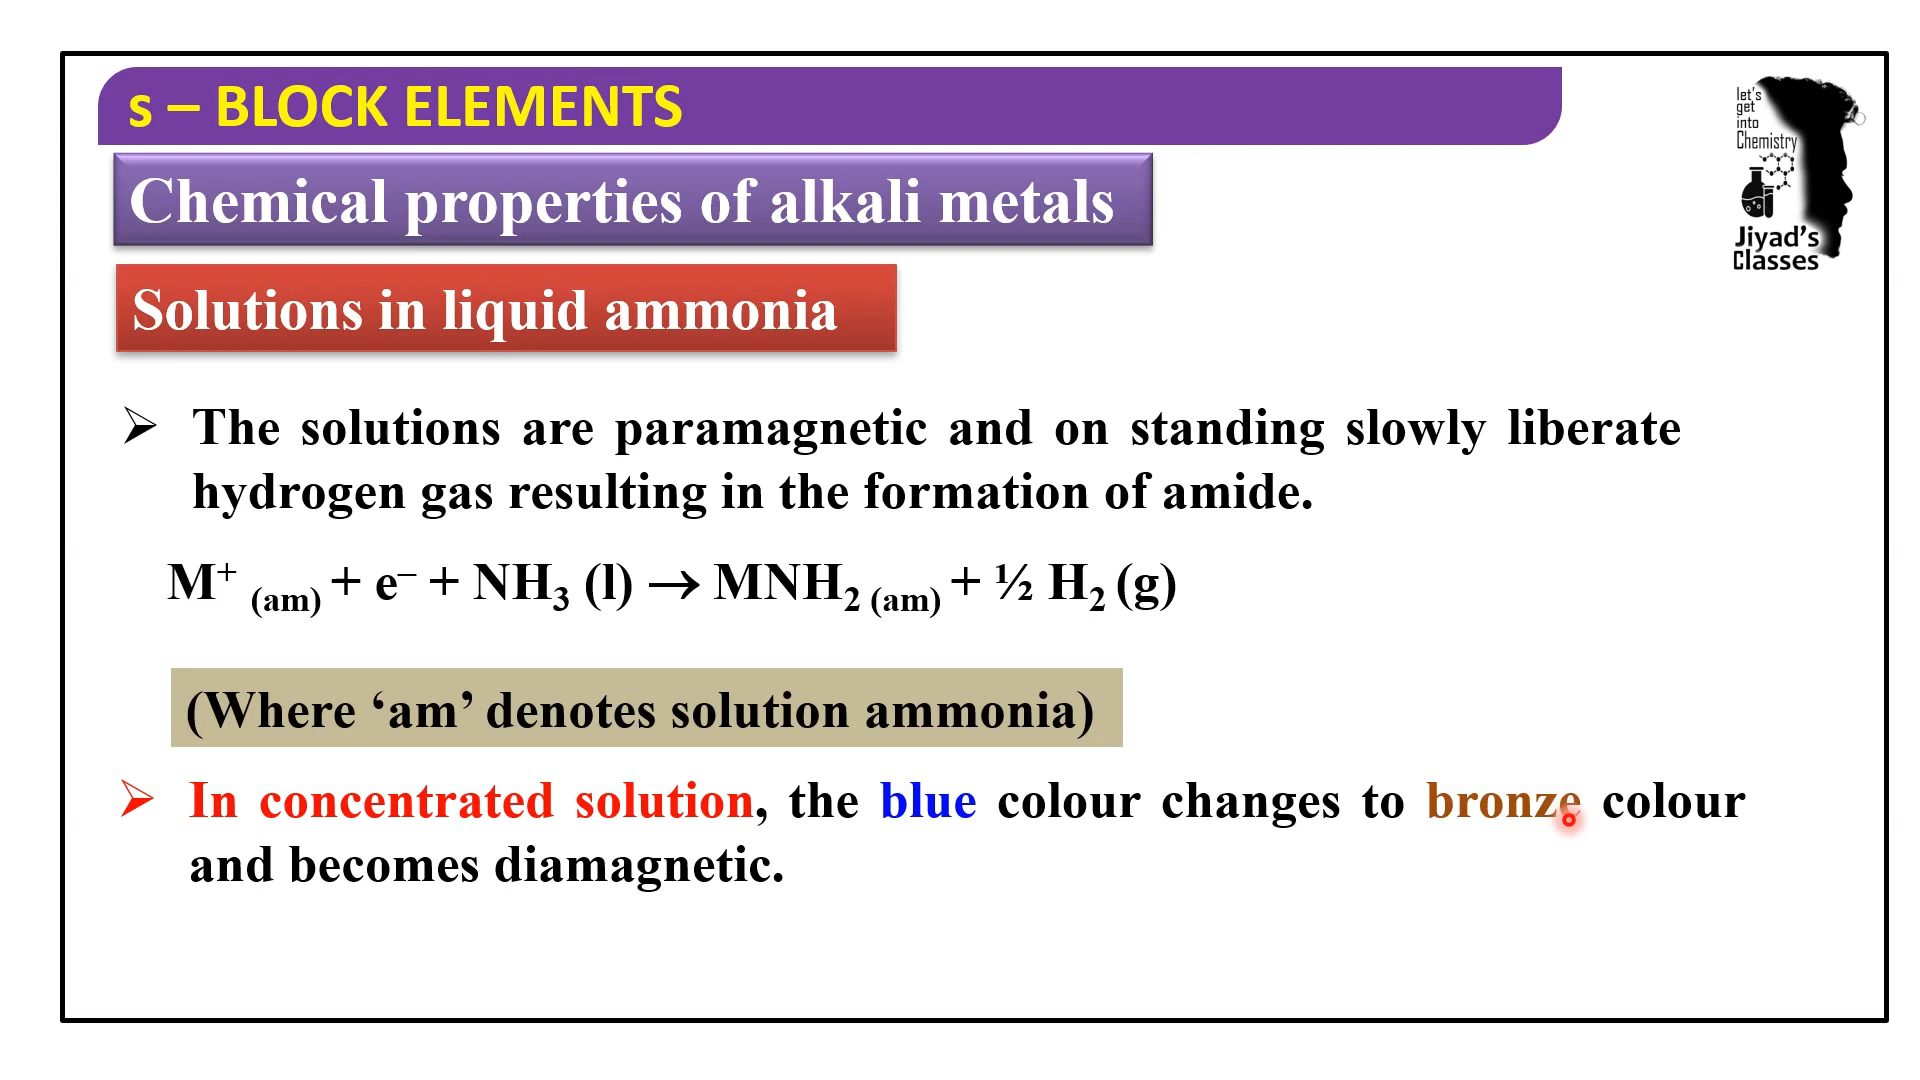 s – BLOCK ELEMENTS
let's
get
into
Chemistry
Jiyad's
Classes
Chemical properties of alkali metals
Solutions in liquid ammonia
➢ The solutions are paramagnetic and on standing slowly liberate
hydrogen gas resulting in the formation of amide.
M⁺ (am) + e⁻ + NH₃ (l) → MNH₂ (am) + ½ H₂ (g)
(Where ‘am’ denotes solution ammonia)
➢ In concentrated solution, the blue colour changes to bronze colour
and becomes diamagnetic.